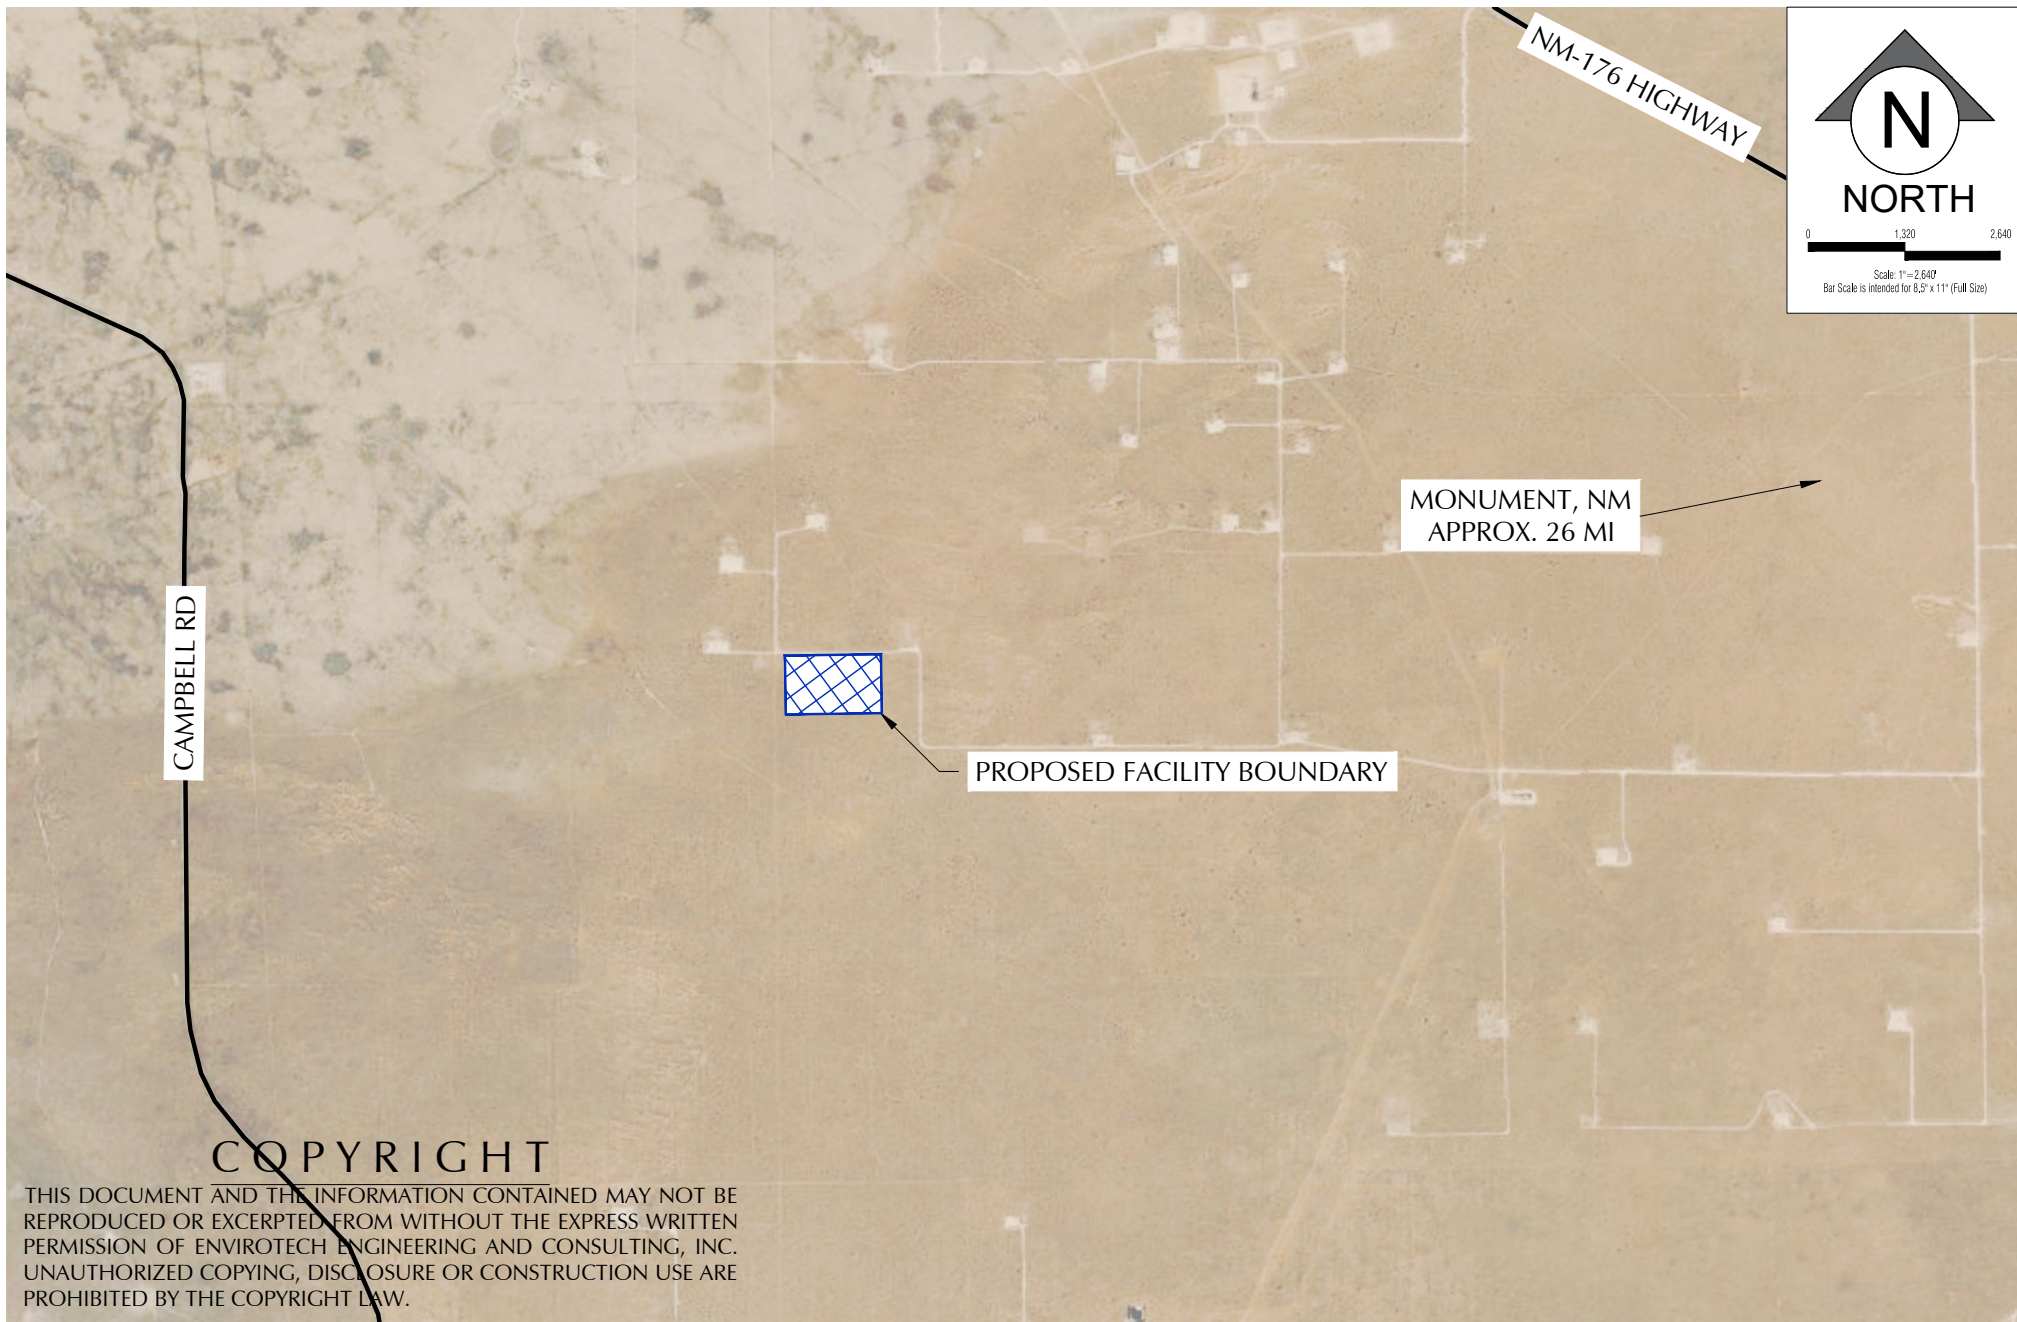 NM-176 HIGHWAY
N
NORTH
0 1,320 2,640
Scale: 1"=2,640'
Bar Scale is intended for 8.5" x 11" (Full Size)
MONUMENT, NM
APPROX. 26 MI
CAMPBELL RD
PROPOSED FACILITY BOUNDARY
COPYRIGHT
THIS DOCUMENT AND THE INFORMATION CONTAINED MAY NOT BE
REPRODUCED OR EXCERPTED FROM WITHOUT THE EXPRESS WRITTEN
PERMISSION OF ENVIROTECH ENGINEERING AND CONSULTING, INC.
UNAUTHORIZED COPYING, DISCLOSURE OR CONSTRUCTION USE ARE
PROHIBITED BY THE COPYRIGHT LAW.